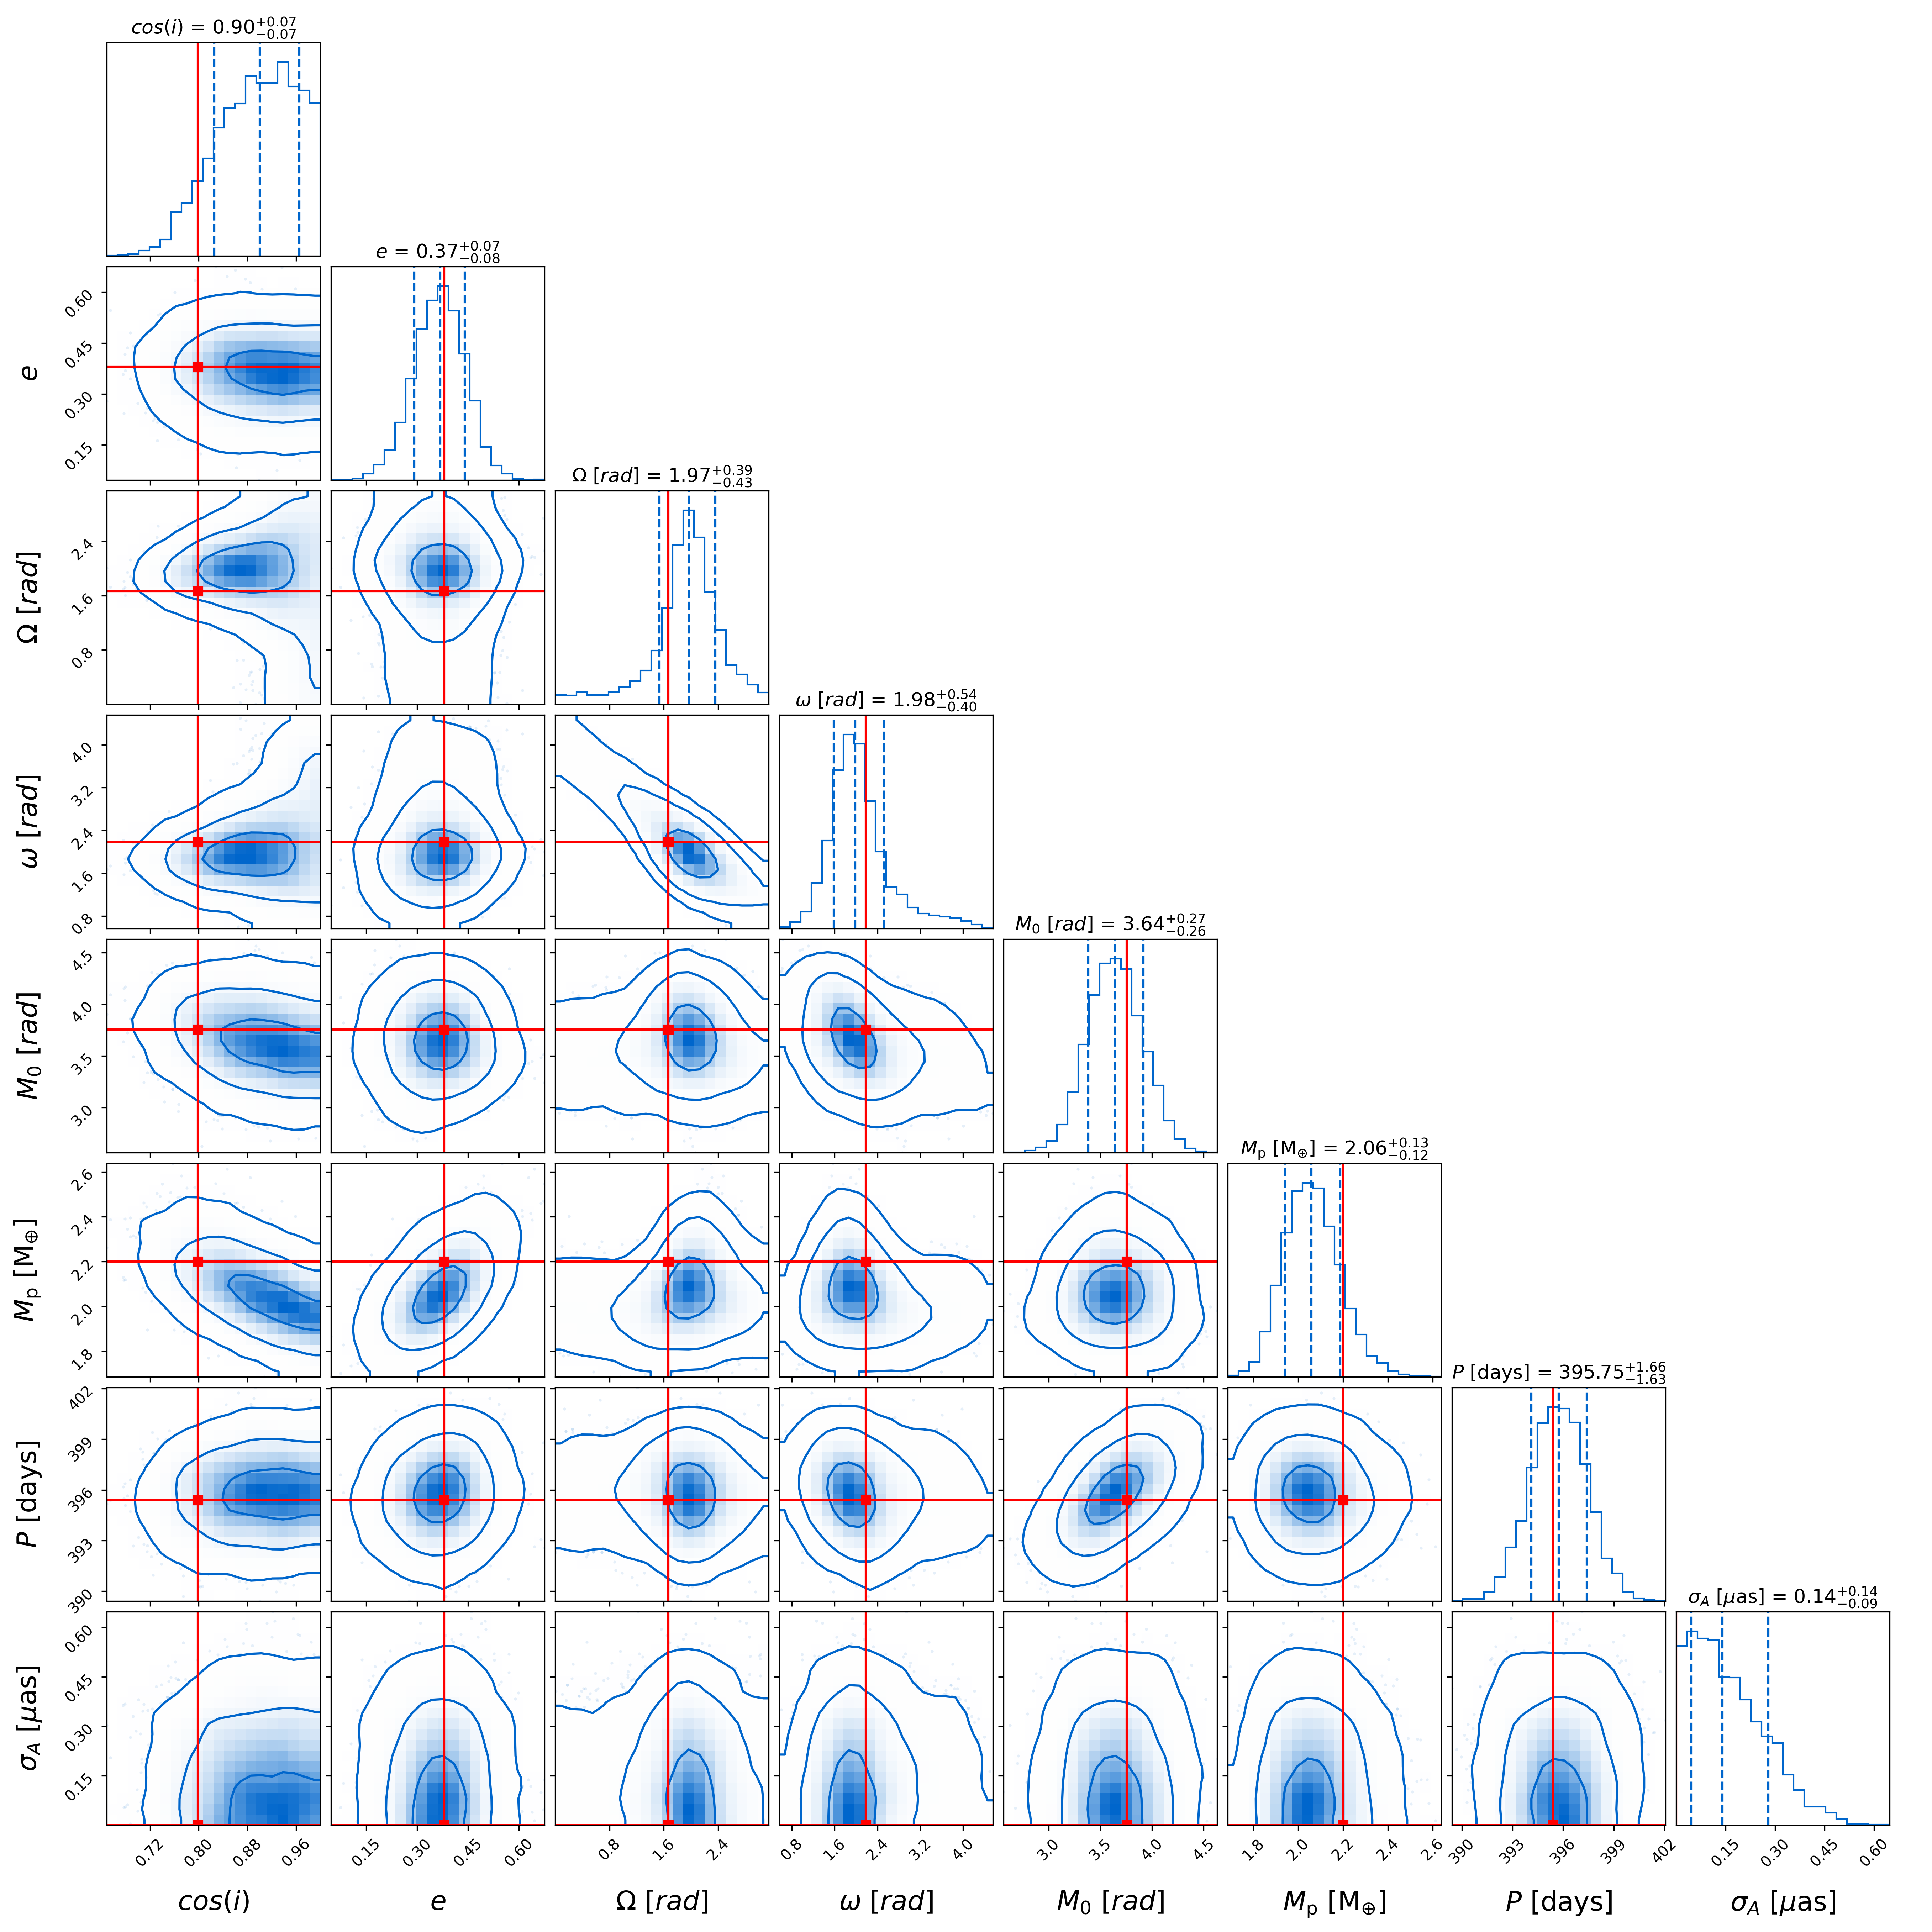 cos(i) = 0.90+0.07 −0.07
e = 0.37+0.07 −0.08
0.60
0.45
0.30
0.15
e
Ω [rad] = 1.97+0.39 −0.43
2.4
1.6
0.8
Ω [rad]
ω [rad] = 1.98+0.54 −0.40
4.0
3.2
2.4
1.6
0.8
ω [rad]
M0 [rad] = 3.64+0.27 −0.26
4.5
4.0
3.5
3.0
M0 [rad]
Mp [M⊕] = 2.06+0.13 −0.12
2.6
2.4
2.2
2.0
1.8
Mp [M⊕]
P [days] = 395.75+1.66 −1.63
402
399
396
393
390
P [days]
σA [μas] = 0.14+0.14 −0.09
0.60
0.45
0.30
0.15
σA [μas]
0.72 0.80 0.88 0.96 0.15 0.30 0.45 0.60 0.8 1.6 2.4 0.8 1.6 2.4 3.2 4.0 3.0 3.5 4.0 4.5 1.8 2.0 2.2 2.4 2.6 390 393 396 399 402 0.15 0.30 0.45 0.60
cos(i) e Ω [rad] ω [rad] M0 [rad] Mp [M⊕] P [days] σA [μas]